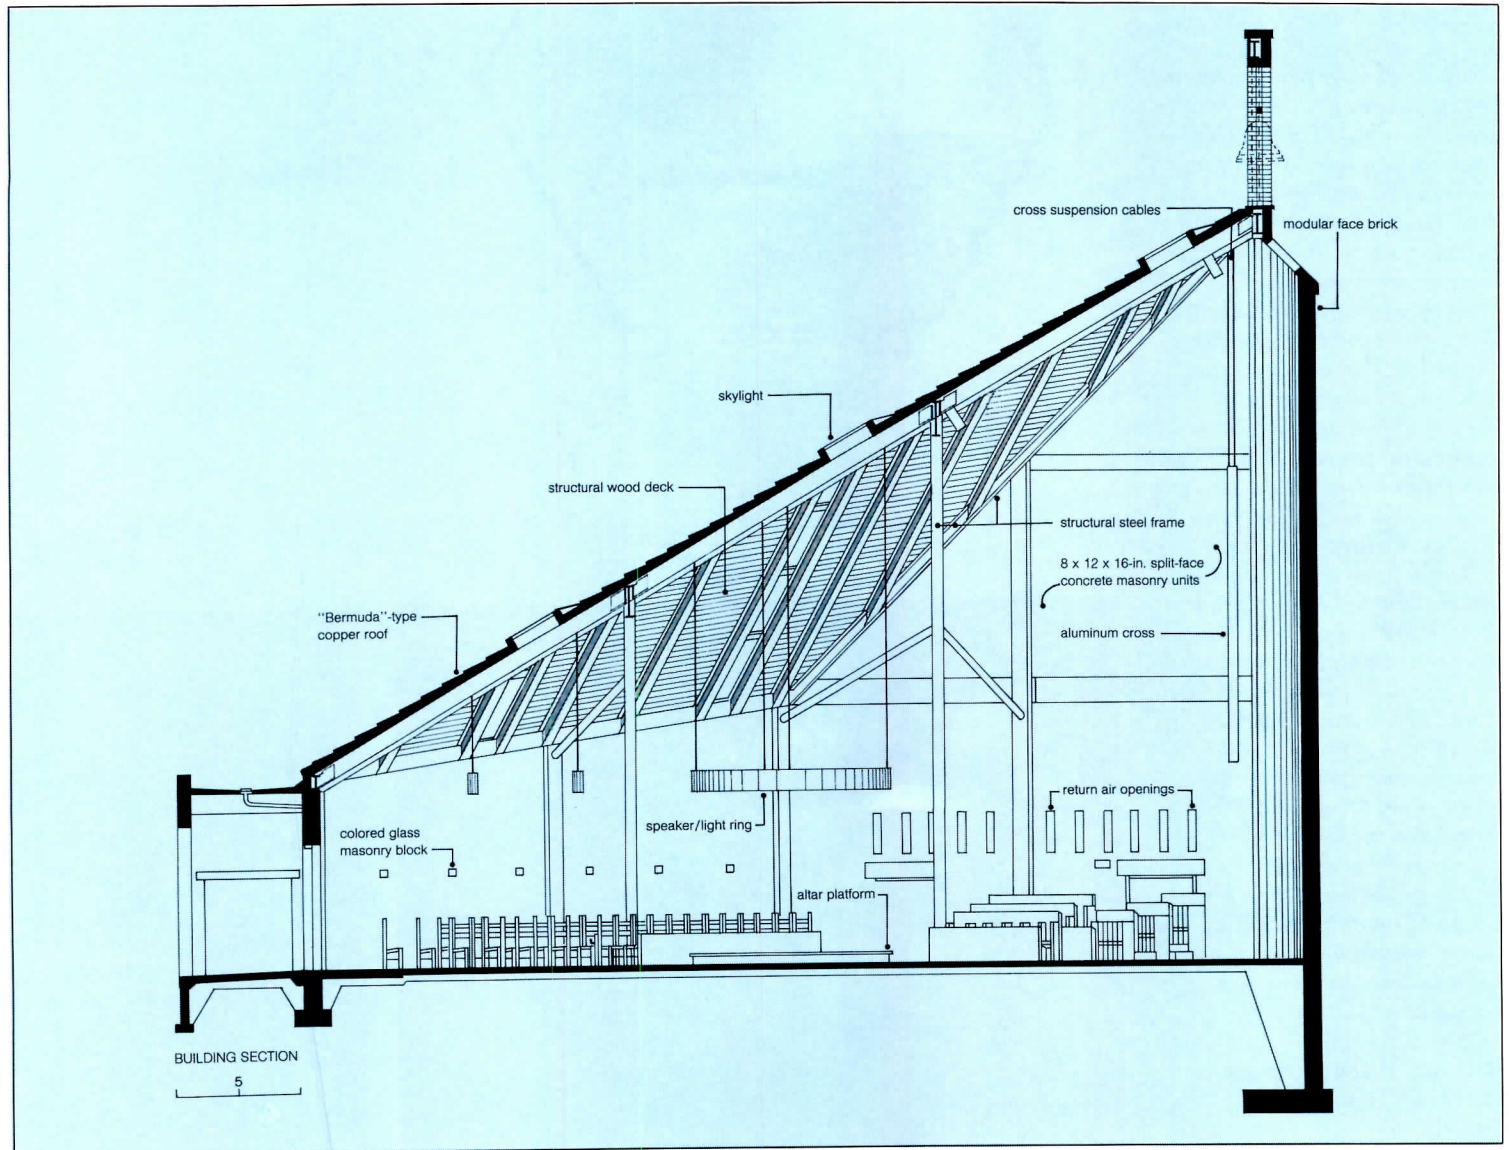 cross suspension cables
modular face brick
skylight
structural wood deck
structural steel frame
8 x 12 x 16-in. split-face
concrete masonry units
"Bermuda"-type
copper roof
aluminum cross
return air openings
speaker/light ring
colored glass
masonry block
altar platform
BUILDING SECTION
5